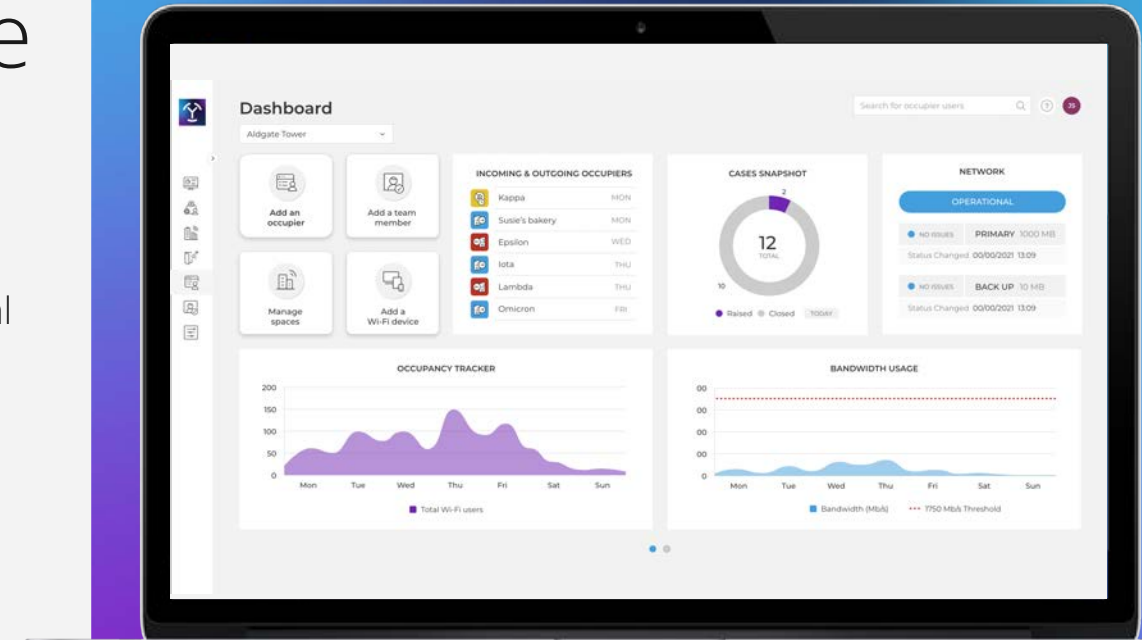 e
al
Dashboard
Search for occupier users
?
JS
Aldgate Tower
Add an
occupier
Add a team
member
Manage
spaces
Add a
Wi-Fi device
INCOMING & OUTGOING OCCUPIERS
Kappa MON
Susie's bakery MON
Epsilon WED
Iota THU
Lambda THU
Omicron FRI
CASES SNAPSHOT
2
12
TOTAL
10
Raised Closed TODAY
NETWORK
OPERATIONAL
NO ISSUES PRIMARY 1000 MB
Status Changed 00/00/2021 13:09
NO ISSUES BACK UP 10 MB
Status Changed 00/00/2021 13:09
OCCUPANCY TRACKER
200
150
100
50
0
Mon Tue Wed Thu Fri Sat Sun
Total Wi-Fi users
BANDWIDTH USAGE
00
00
00
00
0
Mon Tue Wed Thu Fri Sat Sun
Bandwidth (Mb/s) 1750 Mb/s Threshold